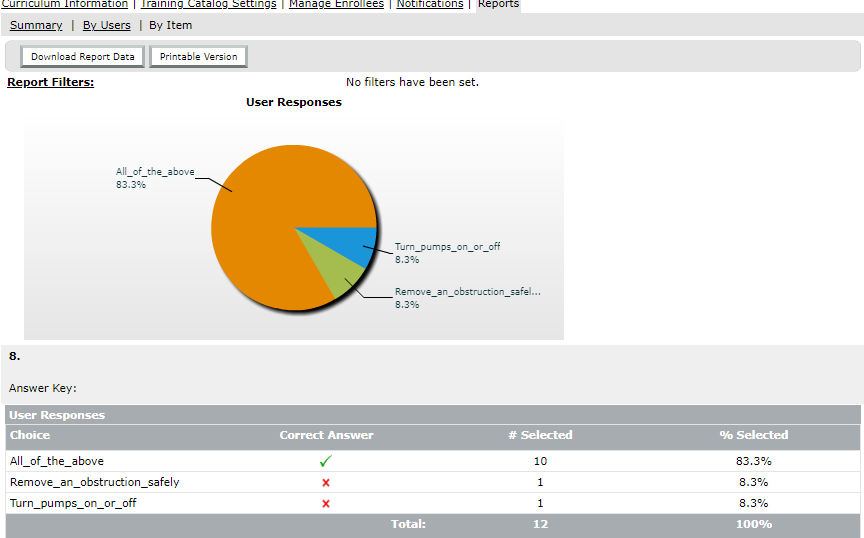 Curriculum Information | Training Catalog Settings | Manage Enrollees | Notifications | Reports
Summary | By Users | By Item
Download Report Data Printable Version
Report Filters: No filters have been set.
User Responses
All_of_the_above
83.3%
Turn_pumps_on_or_off
8.3%
Remove_an_obstruction_safel...
8.3%
8.
Answer Key:
User Responses
Choice Correct Answer # Selected % Selected
All_of_the_above 10 83.3%
Remove_an_obstruction_safely 1 8.3%
Turn_pumps_on_or_off 1 8.3%
Total: 12 100%